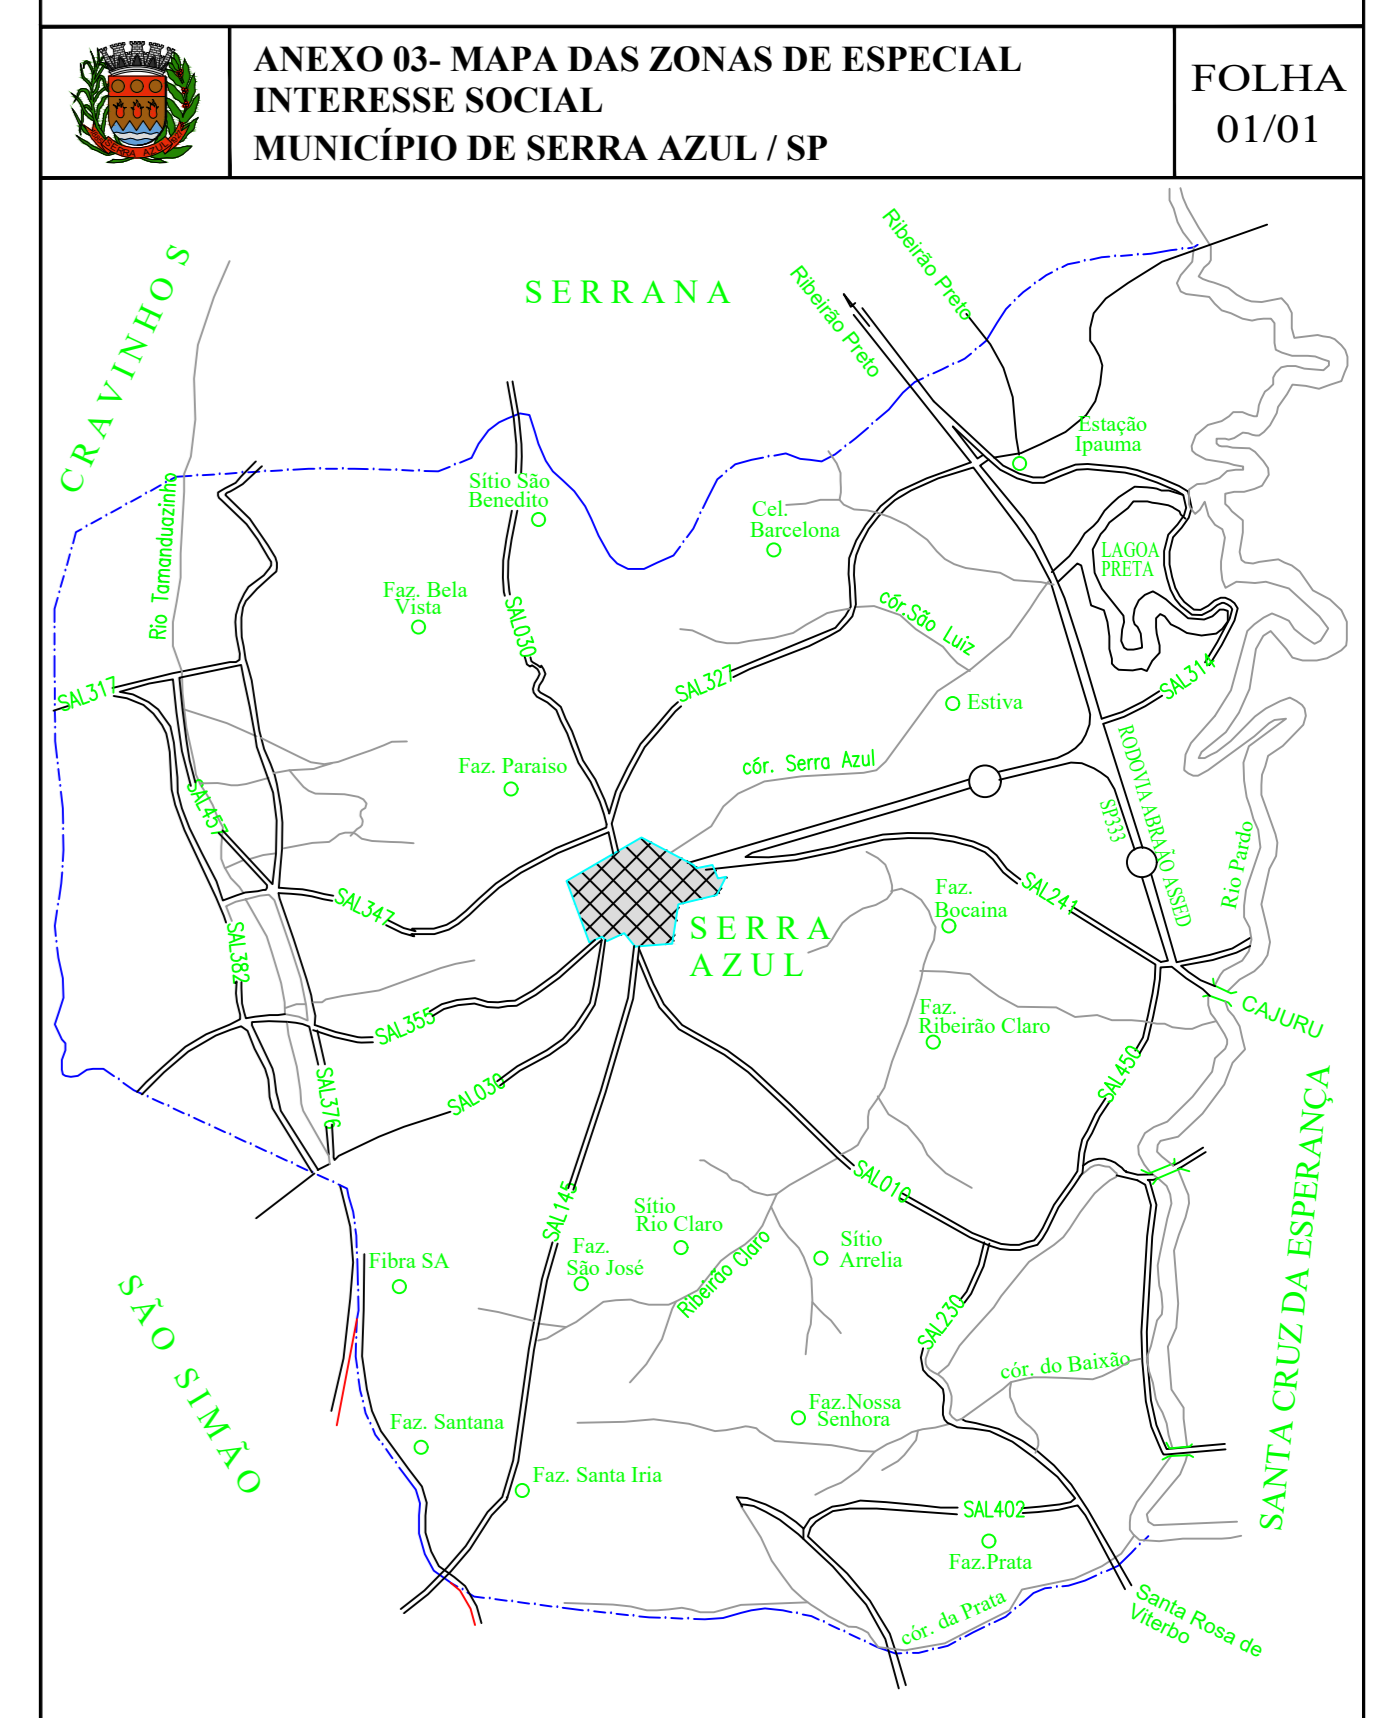 ANEXO 03- MAPA DAS ZONAS DE ESPECIAL
INTERESSE SOCIAL
MUNICÍPIO DE SERRA AZUL / SP
FOLHA
01/01
SERRA AZUL
CRAVINHOS
SERRANA
Ribeirão Preto
Ribeirão Preto
Estação
Ipauma
Rio Tamanduazinho
Sítio São
Benedito
Cel.
Barcelona
LAGOA
PRETA
Faz. Bela
Vista
SAL030
córSão Luíz
SAL317
SAL327
SAL314
Estiva
Faz. Paraiso
cór. Serra Azul
RODOVIA ABRAÃO ASSED
SP333
SAL457
Rio Pardo
SAL347
SAL241
Faz.
Bocaina
SERRA
AZUL
SAL382
Faz.
Ribeirão Claro
CAJURU
SAL355
SAL376
SAL030
SAL450
SANTA CRUZ DA ESPERANÇA
SAL010
SAL145
Sítio
Rio Claro
Faz.
São José
Ribeirão Claro
Sítio
Arrelia
Fibra SA
SÃO SIMÃO
SAL230
cór. do Baixão
Faz.Nossa
Senhora
Faz. Santana
Faz. Santa Iria
SAL402
Faz.Prata
cór. da Prata
Santa Rosa de
Viterbo